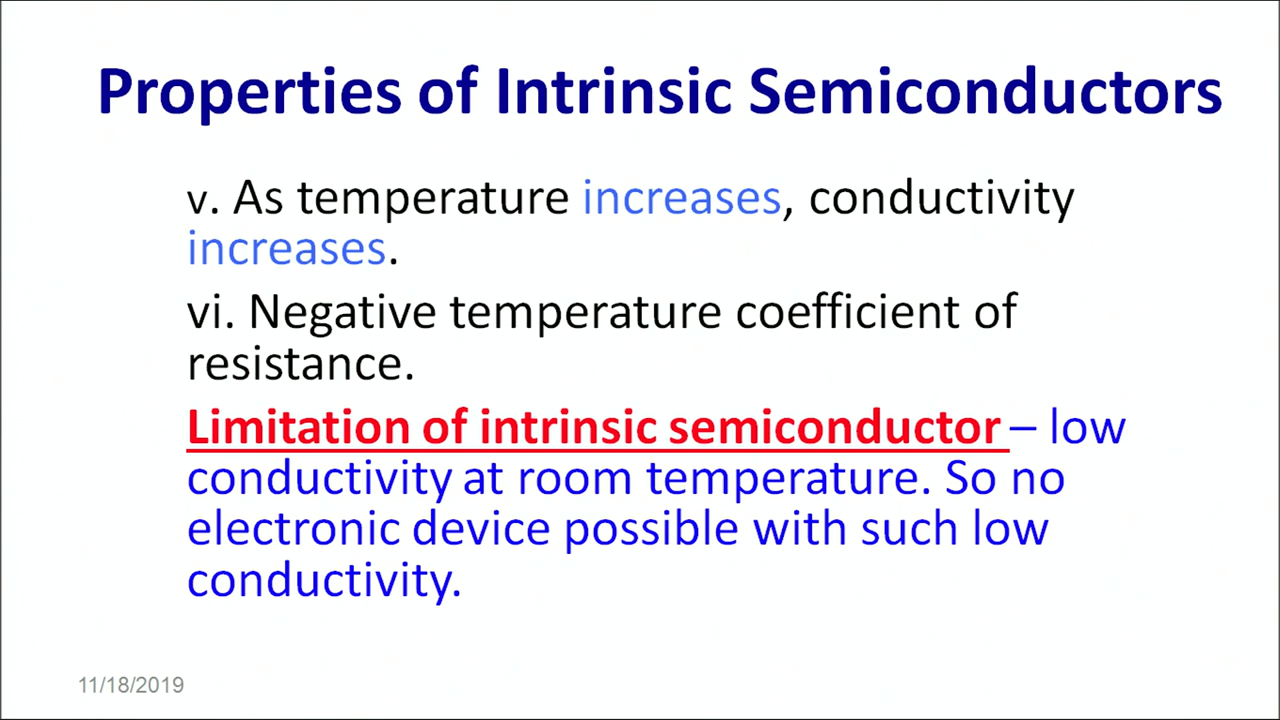 Properties of Intrinsic Semiconductors
v. As temperature increases, conductivity
increases.
vi. Negative temperature coefficient of
resistance.
Limitation of intrinsic semiconductor – low
conductivity at room temperature. So no
electronic device possible with such low
conductivity.
11/18/2019